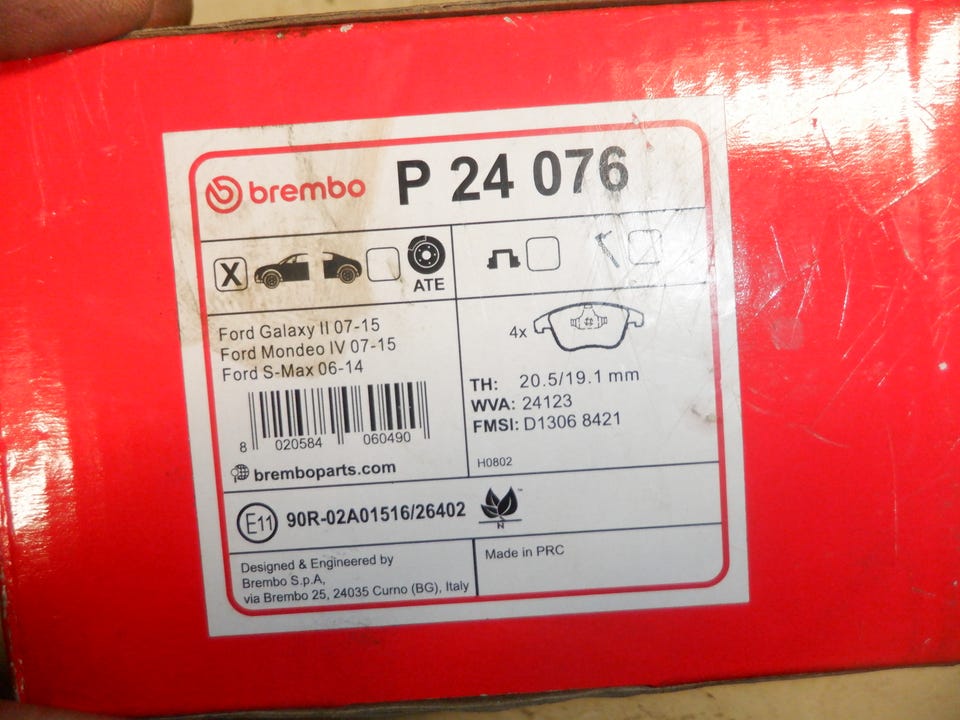 brembo P 24 076
X
ATE
Ford Galaxy II 07-15
Ford Mondeo IV 07-15
Ford S-Max 06-14
8 020584 060490
bremboparts.com
4x
TH: 20.5/19.1 mm
WVA: 24123
FMSI: D1306 8421
H0802
E11 90R-02A01516/26402
N
Designed & Engineered by
Brembo S.p.A,
via Brembo 25, 24035 Curno (BG), Italy
Made in PRC